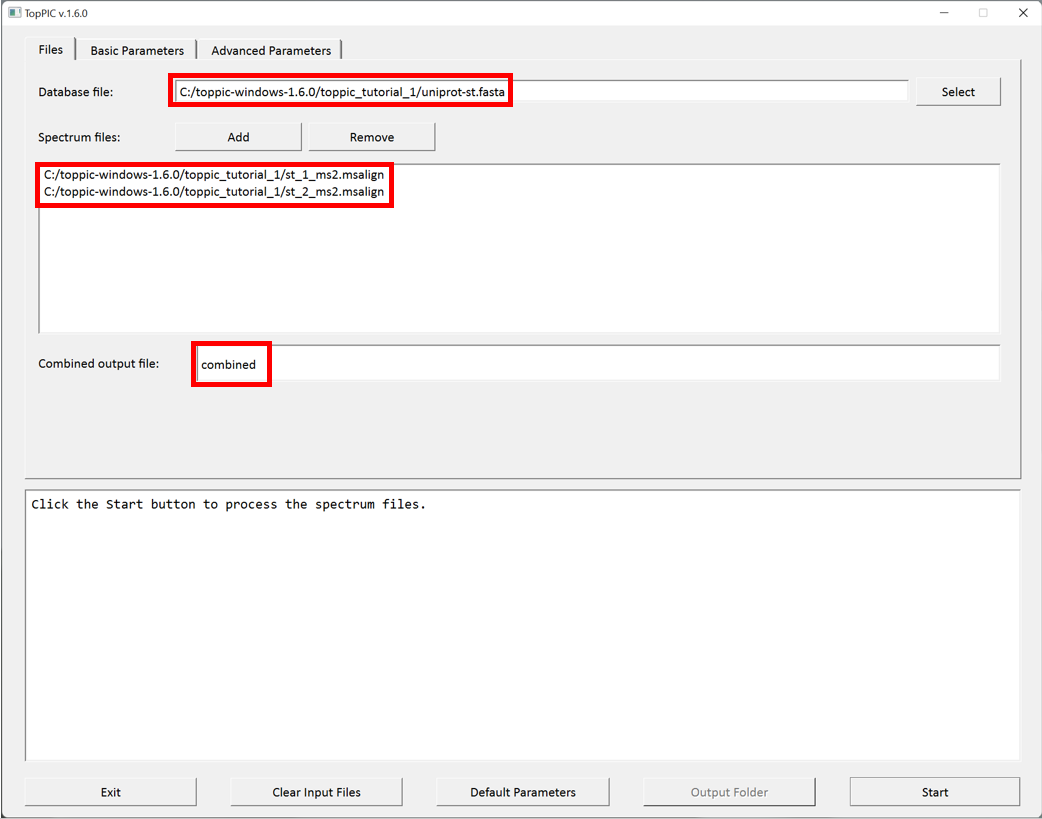 TopPIC v.1.6.0
Files Basic Parameters Advanced Parameters
Database file: C:/toppic-windows-1.6.0/toppic_tutorial_1/uniprot-st.fasta Select
Spectrum files: Add Remove
C:/toppic-windows-1.6.0/toppic_tutorial_1/st_1_ms2.msalign
C:/toppic-windows-1.6.0/toppic_tutorial_1/st_2_ms2.msalign
Combined output file: combined
Click the Start button to process the spectrum files.
Exit Clear Input Files Default Parameters Output Folder Start